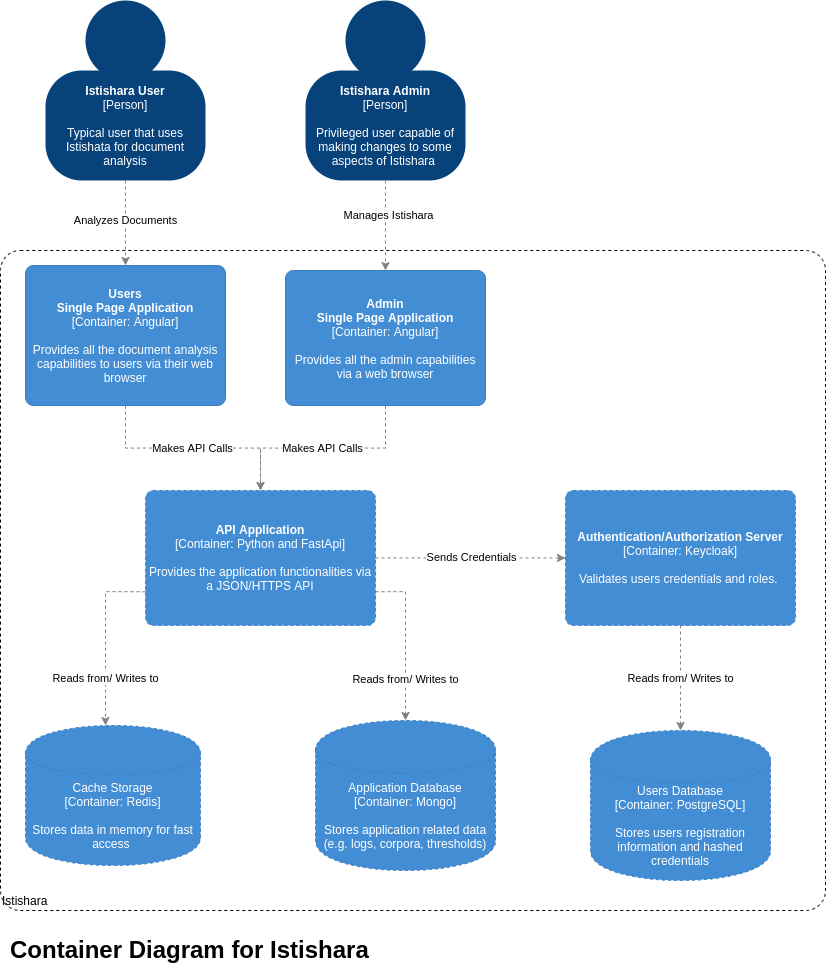 Istishara User
[Person]
Typical user that uses
Istishata for document
analysis
Istishara Admin
[Person]
Privileged user capable of
making changes to some
aspects of Istishara
Analyzes Documents
Manages Istishara
Users
Single Page Application
[Container: Angular]
Provides all the document analysis
capabilities to users via their web
browser
Admin
Single Page Application
[Container: Angular]
Provides all the admin capabilities
via a web browser
Makes API Calls
Makes API Calls
API Application
[Container: Python and FastApi]
Provides the application functionalities via
a JSON/HTTPS API
Sends Credentials
Authentication/Authorization Server
[Container: Keycloak]
Validates users credentials and roles.
Reads from/ Writes to
Reads from/ Writes to
Reads from/ Writes to
Cache Storage
[Container: Redis]
Stores data in memory for fast
access
Application Database
[Container: Mongo]
Stores application related data
(e.g. logs, corpora, thresholds)
Users Database
[Container: PostgreSQL]
Stores users registration
information and hashed
credentials
Istishara
Container Diagram for Istishara